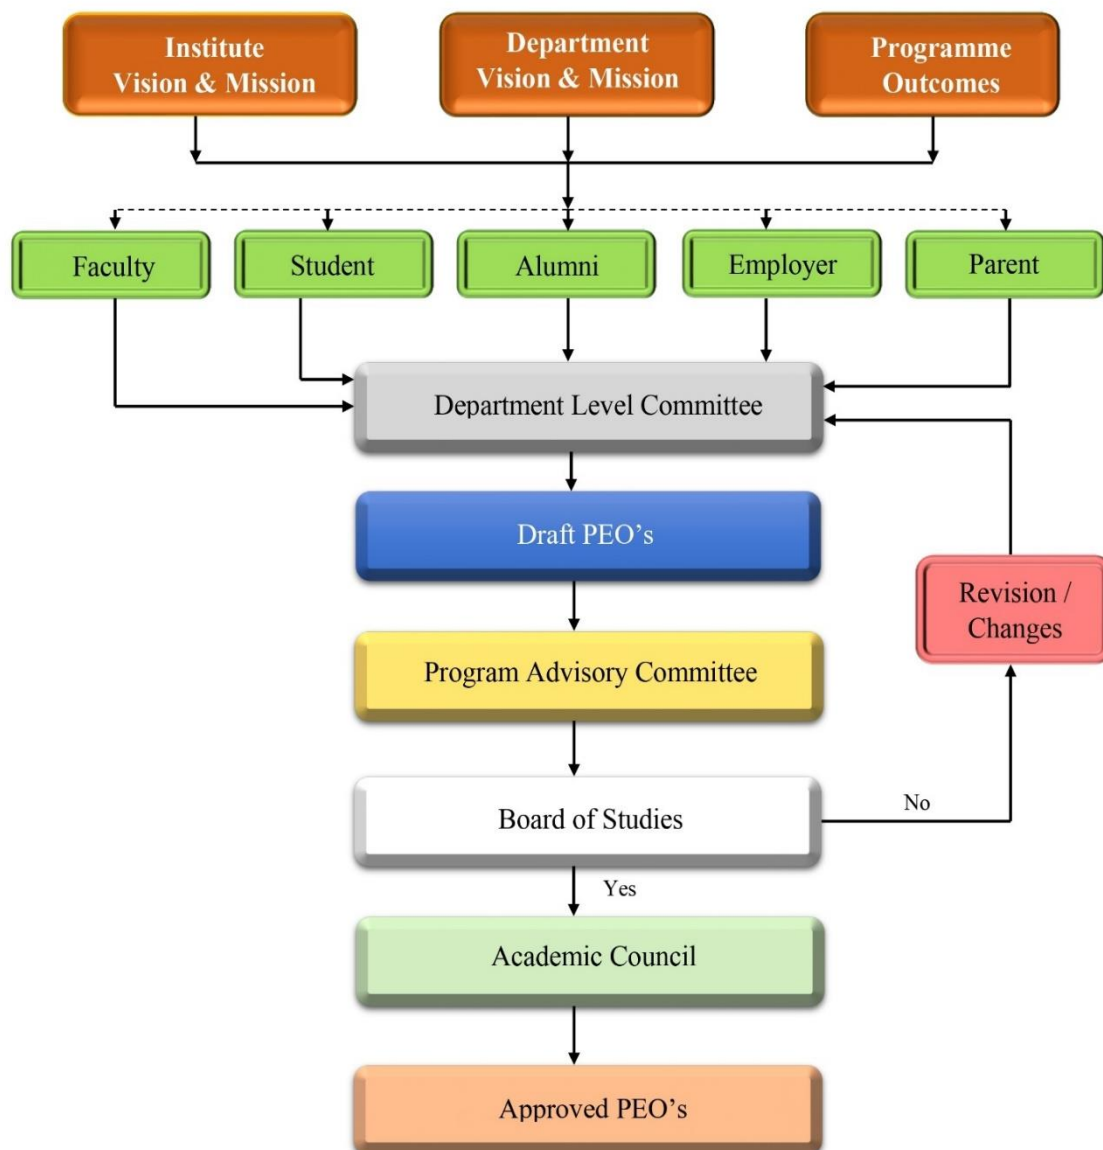 Institute
Vision & Mission
Department
Vision & Mission
Programme
Outcomes
Faculty
Student
Alumni
Employer
Parent
Department Level Committee
Draft PEO’s
Revision /
Changes
Program Advisory Committee
Board of Studies
No
Yes
Academic Council
Approved PEO’s